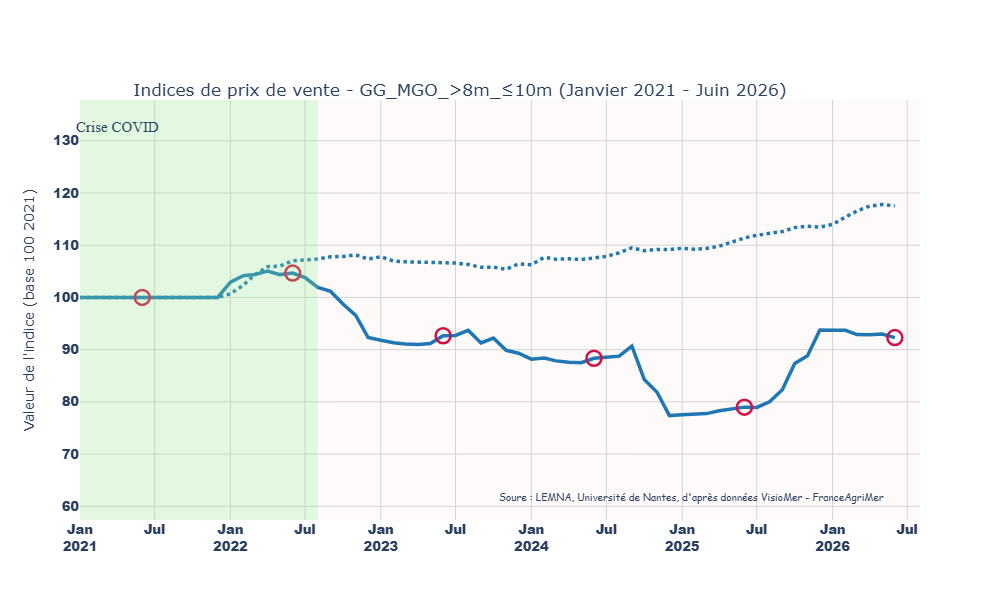 Indices de prix de vente - GG_MGO_>8m_≤10m (Janvier 2021 - Juin 2026)
Crise COVID
Valeur de l'indice (base 100 2021)
130
120
110
100
90
80
70
60
Soure : LEMNA, Université de Nantes, d'après données VisioMer - FranceAgriMer
Jan Jul Jan Jul Jan Jul Jan Jul Jan Jul Jan Jul
2021 2022 2023 2024 2025 2026